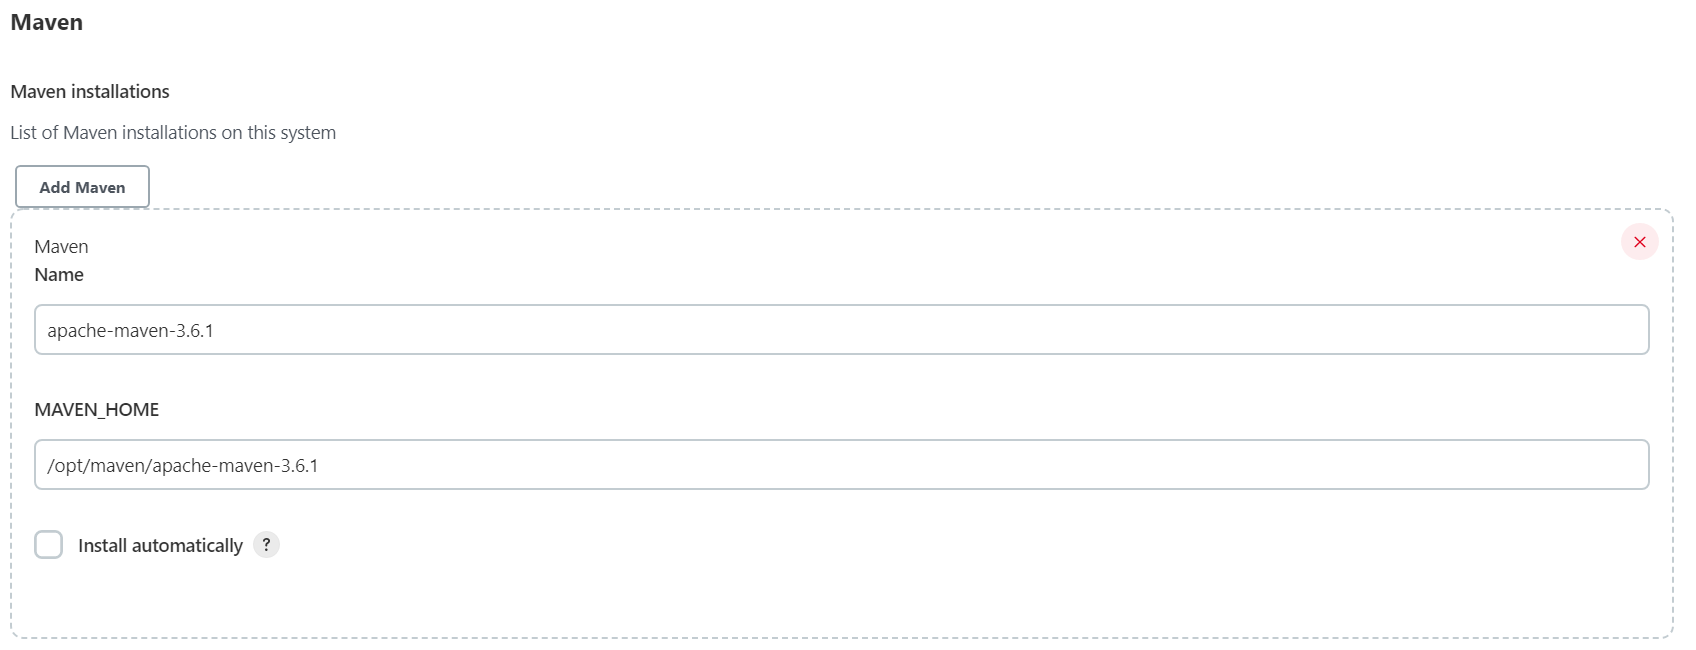 Maven
Maven installations
List of Maven installations on this system
Add Maven
Maven
Name
apache-maven-3.6.1
MAVEN_HOME
/opt/maven/apache-maven-3.6.1
Install automatically ?